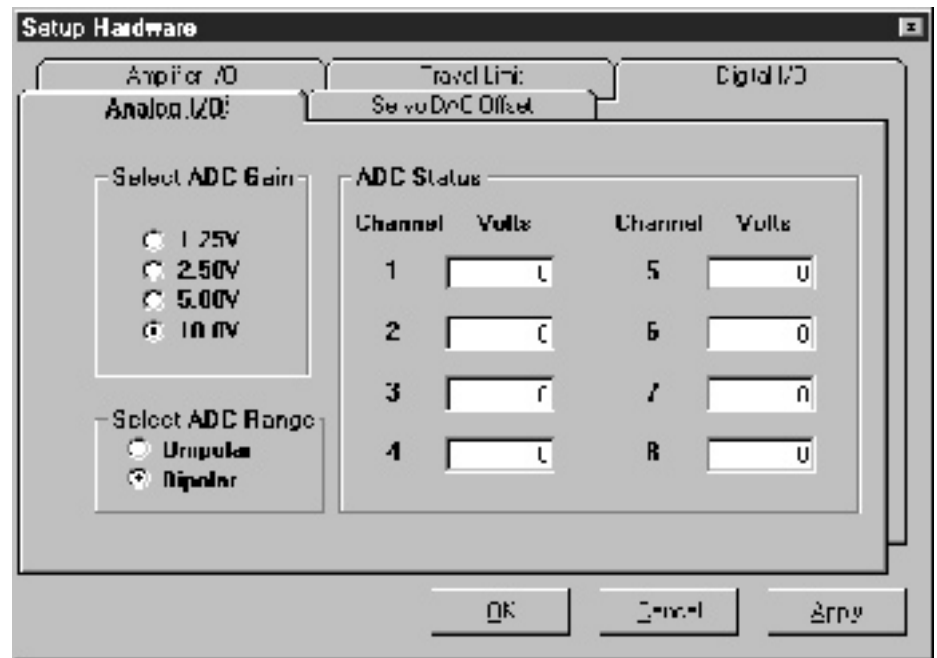 Setup Hardware
Amplifier I/O Travel Limit Digital I/O
Analog I/O Servo DAC Offset
Select ADC Gain
1.25V
2.50V
5.00V
10.0V
Select ADC Range
Unipolar
Bipolar
ADC Status
Channel Volts Channel Volts
1 0 5 0
2 0 6 0
3 0 7 0
4 0 8 0
OK Cancel Apply